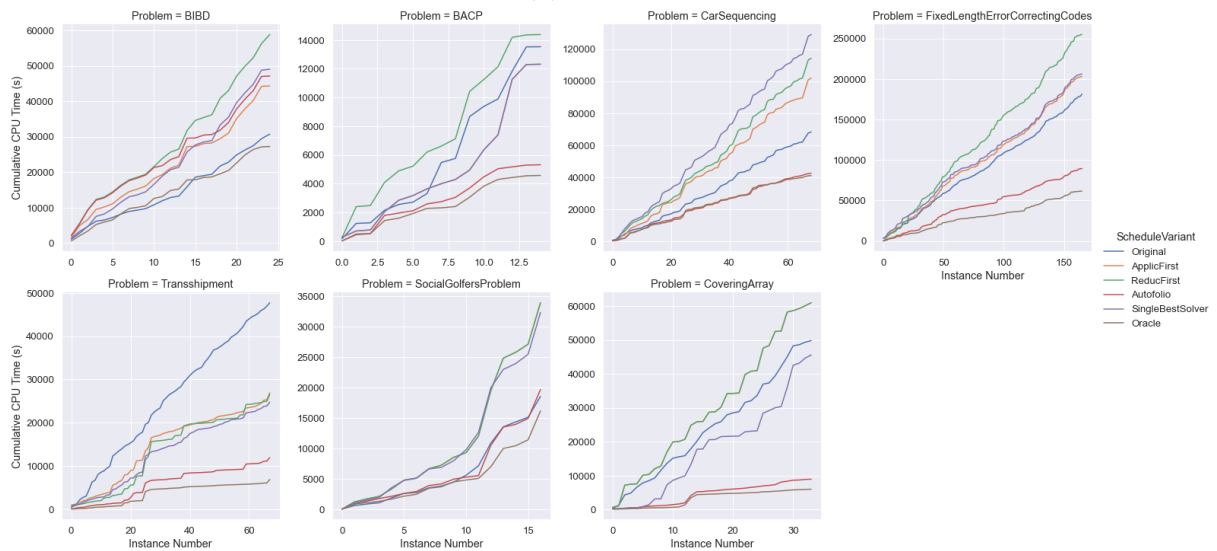 Problem = BIBD
Problem = BACP
Problem = CarSequencing
Problem = FixedLengthErrorCorrectingCodes
Cumulative CPU Time (s)
60000
50000
40000
30000
20000
10000
0
0 5 10 15 20 25
14000
12000
10000
8000
6000
4000
2000
0
0.0 2.5 5.0 7.5 10.0 12.5
120000
100000
80000
60000
40000
20000
0
0 20 40 60
Instance Number
250000
200000
150000
100000
50000
0
0 50 100 150
Instance Number
ScheduleVariant
Original
ApplicFirst
ReducFirst
Autofolio
SingleBestSolver
Oracle
Problem = Transshipment
Problem = SocialGolfersProblem
Problem = CoveringArray
Cumulative CPU Time (s)
50000
40000
30000
20000
10000
0
0 20 40 60
Instance Number
35000
30000
25000
20000
15000
10000
5000
0
0 5 10 15
Instance Number
60000
50000
40000
30000
20000
10000
0
0 10 20 30
Instance Number